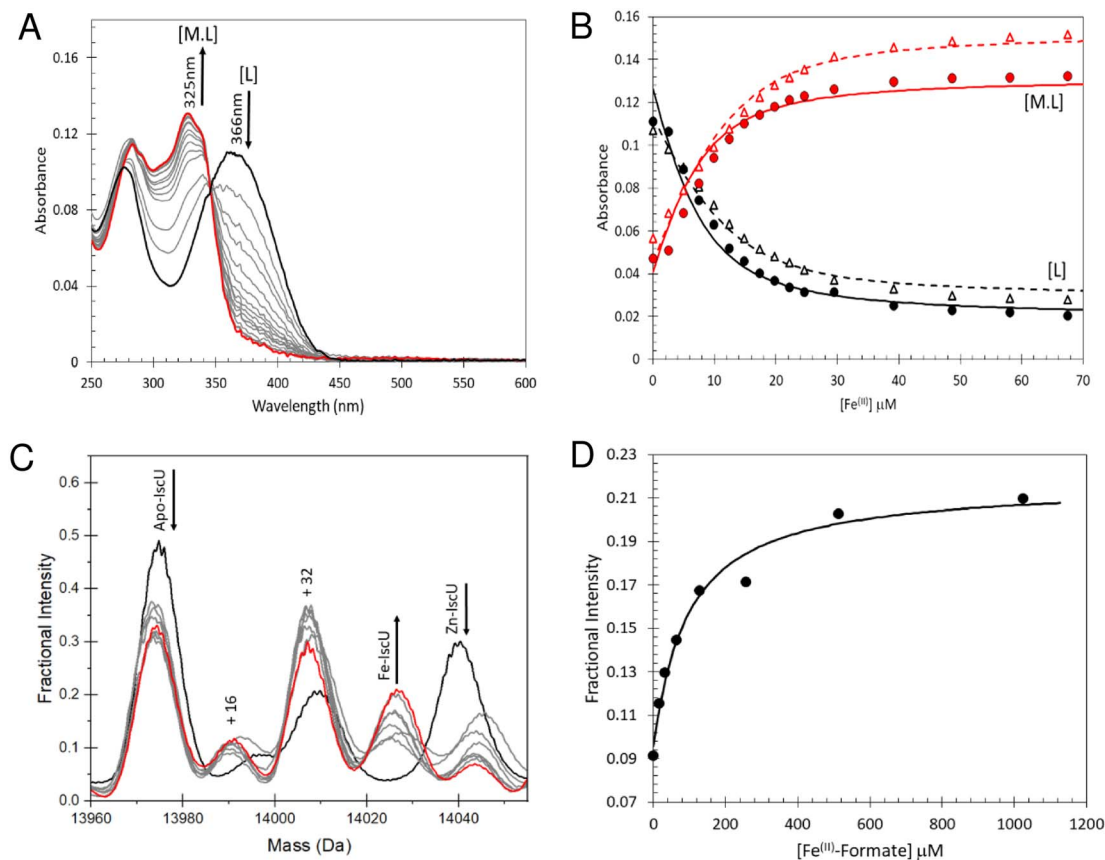 A
0.16
0.12
0.08
0.04
0
Absorbance
[M.L]
325nm
[L]
366nm
250 300 350 400 450 500 550 600
Wavelength (nm)
B
0.16
0.14
0.12
0.10
0.08
0.06
0.04
0.02
0
Absorbance
[M.L]
[L]
0 10 20 30 40 50 60 70
[Fe(II)] μM
C
0.6
0.5
0.4
0.3
0.2
0.1
0.0
Fractional Intensity
Apo-IscU
+16
+ 32
Fe-IscU
Zn-IscU
13960 13980 14000 14020 14040
Mass (Da)
D
0.23
0.21
0.19
0.17
0.15
0.13
0.11
0.09
0.07
Fractional Intensity
0 200 400 600 800 1000 1200
[Fe(II)-Formate] μM